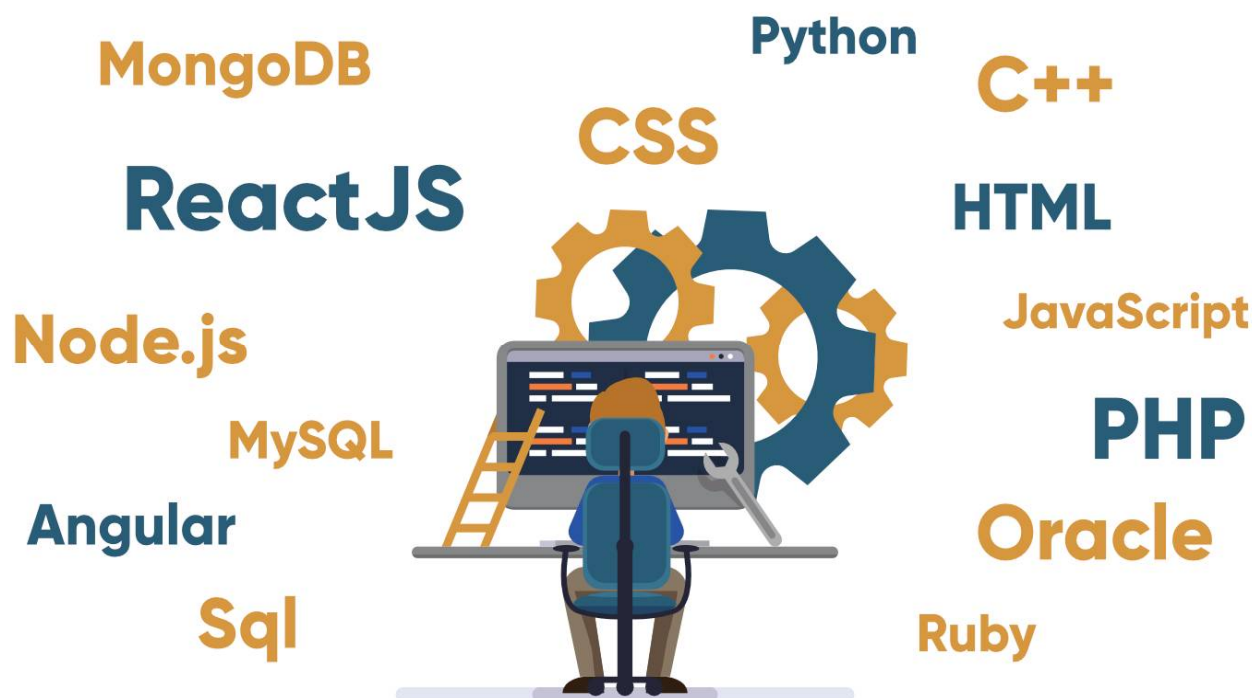 Python
MongoDB
C++
CSS
ReactJS
HTML
JavaScript
Node.js
PHP
MySQL
Angular
Oracle
Sql
Ruby